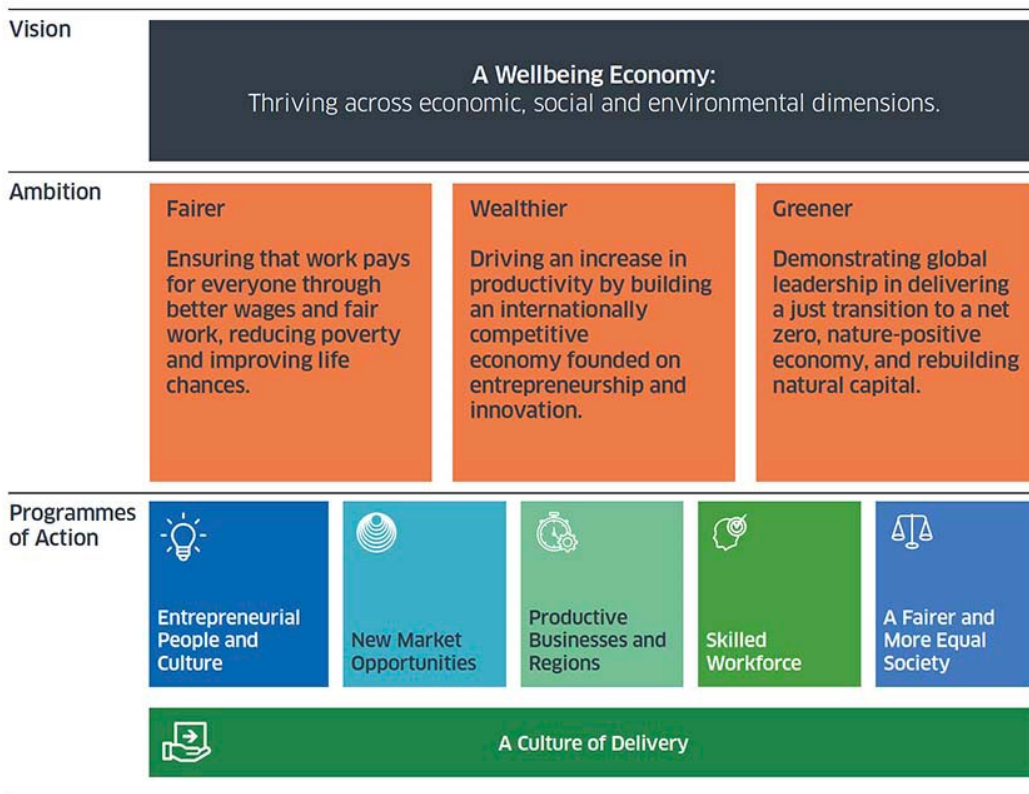 Vision
A Wellbeing Economy:
Thriving across economic, social and environmental dimensions.
Ambition
Fairer
Ensuring that work pays
for everyone through
better wages and fair
work, reducing poverty
and improving life
chances.
Wealthier
Driving an increase in
productivity by building
an internationally
competitive
economy founded on
entrepreneurship and
innovation.
Greener
Demonstrating global
leadership in delivering
a just transition to a net
zero, nature-positive
economy, and rebuilding
natural capital.
Programmes
of Action
Entrepreneurial
People and
Culture
New Market
Opportunities
Productive
Businesses and
Regions
Skilled
Workforce
A Fairer and
More Equal
Society
A Culture of Delivery